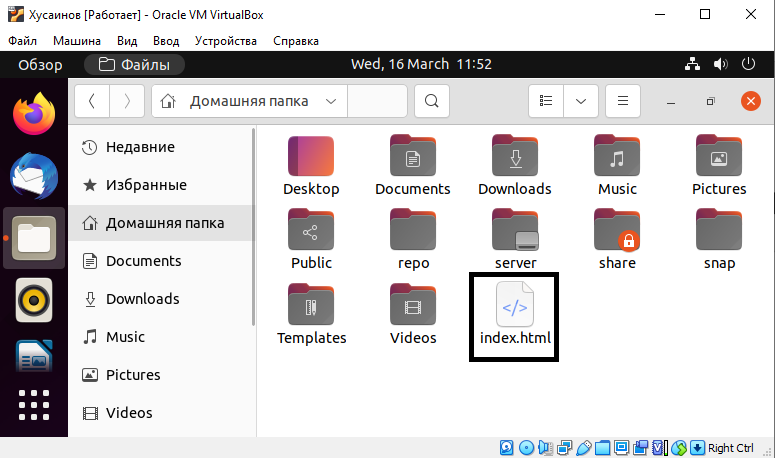 Хусаинов [Работает] - Oracle VM VirtualBox
Файл Машина Вид Ввод Устройства Справка
Обзор Файлы Wed, 16 March 11:52
Домашняя папка
Недавние
Избранные
Домашняя папка
Documents
Downloads
Music
Pictures
Videos
Desktop Documents Downloads Music Pictures
Public repo server share snap
Templates Videos index.html
Right Ctrl